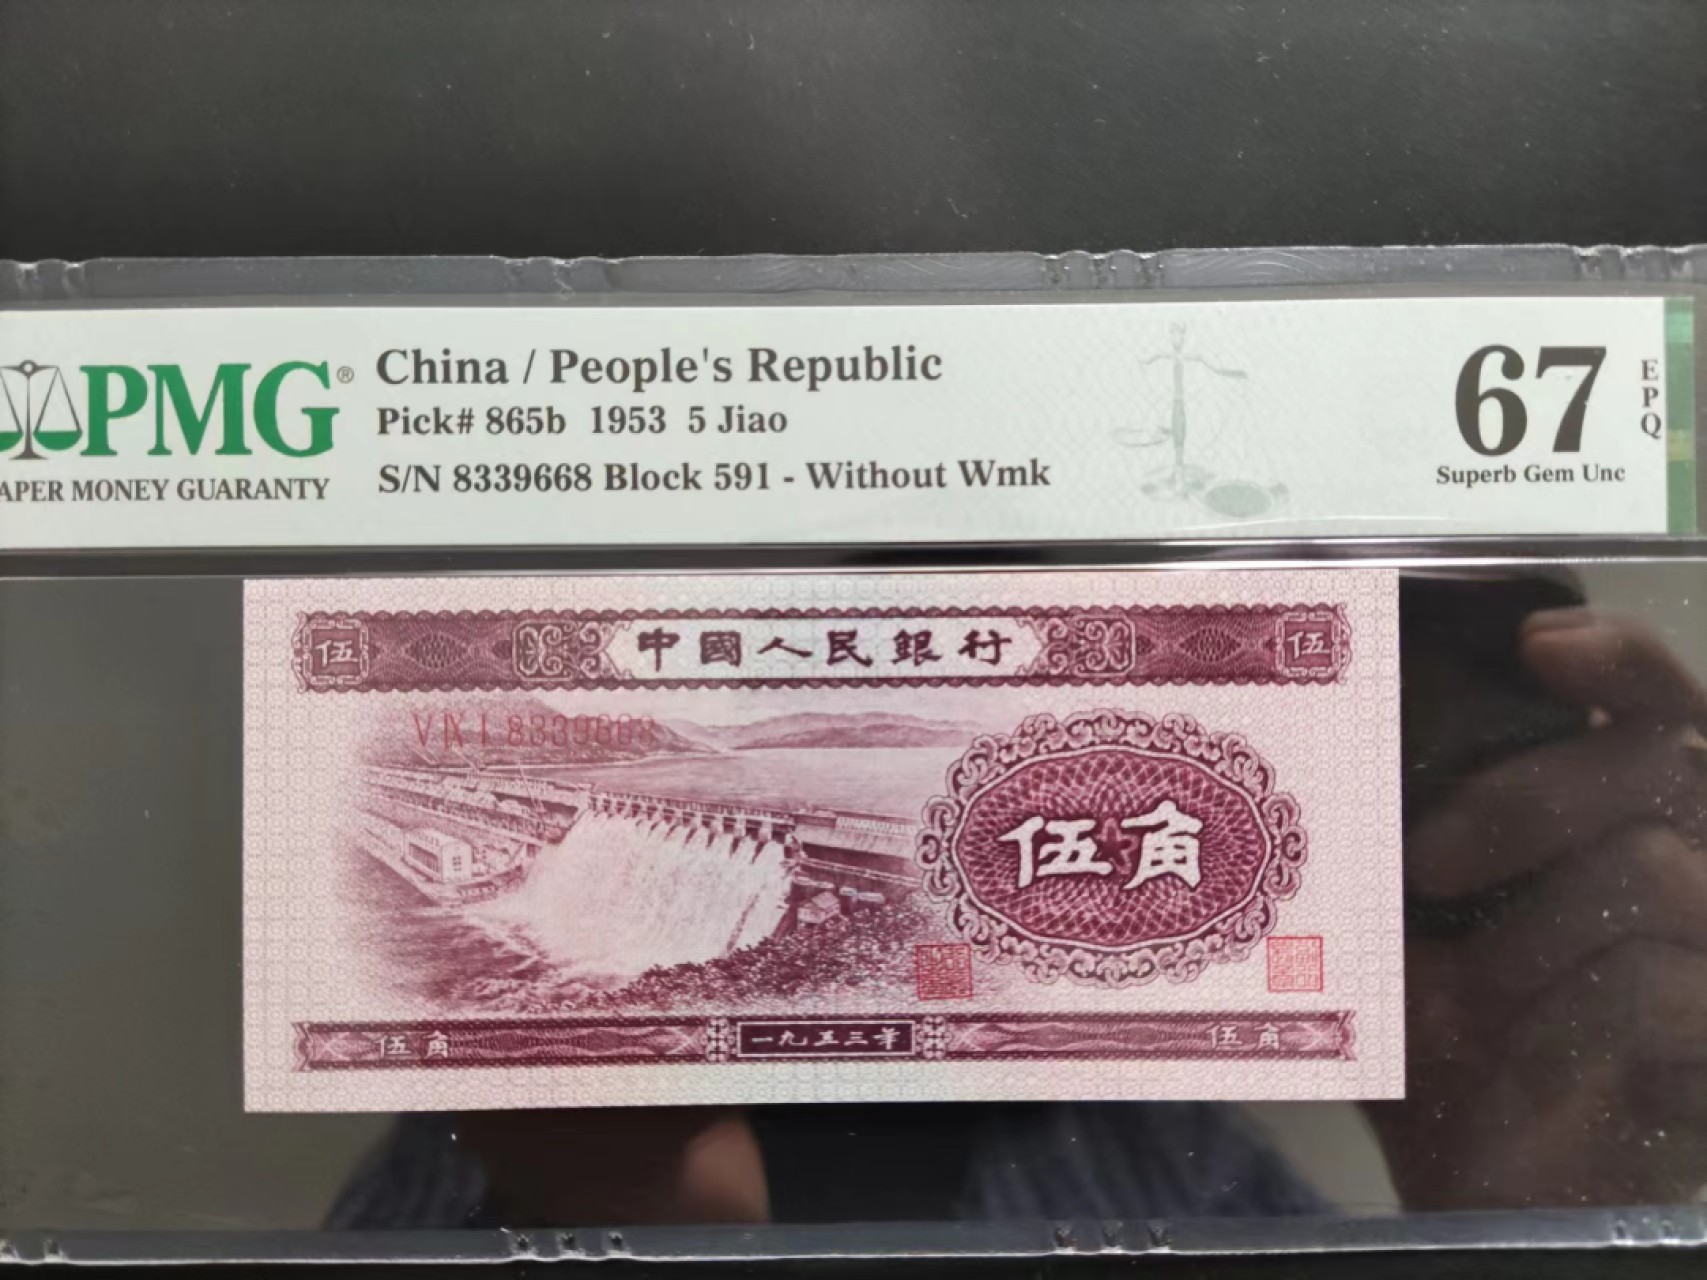 PMG®
APER MONEY GUARANTY
China / People's Republic
Pick# 865b 1953 5 Jiao
S/N 8339668 Block 591 - Without Wmk
67
EPQ
Superb Gem Unc
伍 中國人民銀行 伍
V IX I 8339668
伍角
伍角 一九五三年 伍角